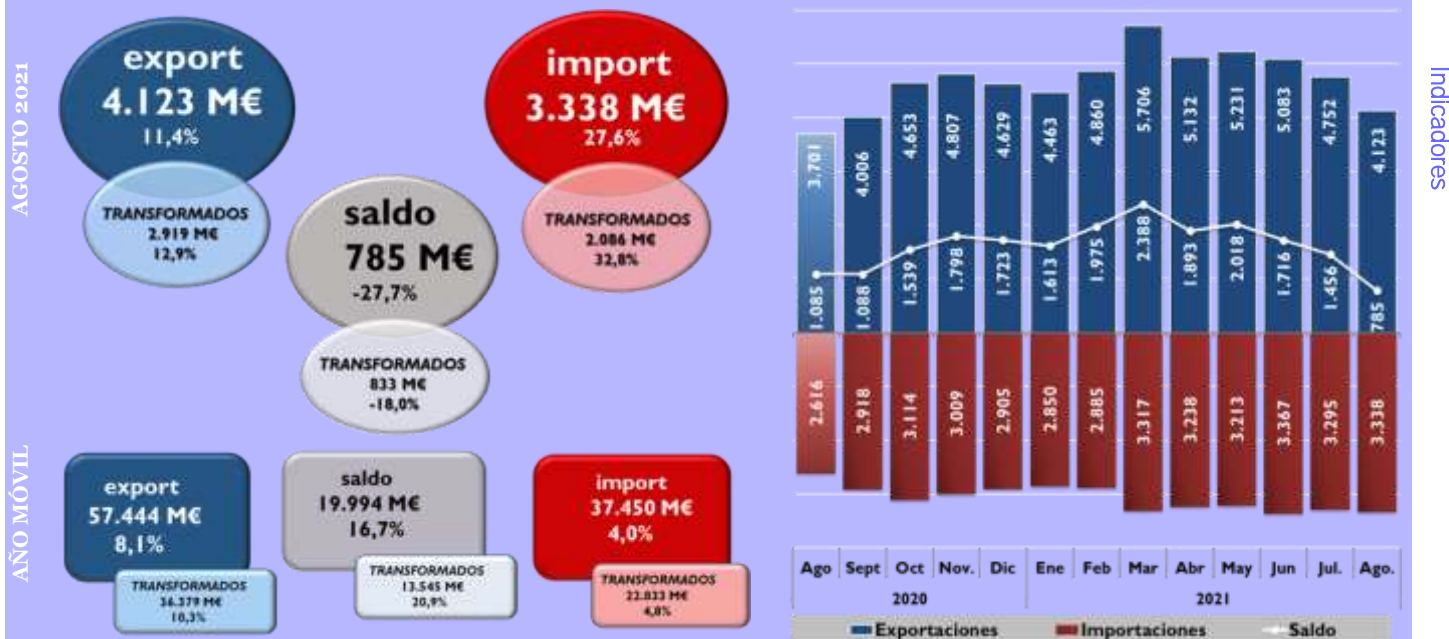 AGOSTO 2021
export
4.123 M€
11,4%
TRANSFORMADOS
2.919 M€
12,9%
saldo
785 M€
-27,7%
TRANSFORMADOS
833 M€
-18,0%
import
3.338 M€
27,6%
TRANSFORMADOS
2.086 M€
32,8%
AÑO MÓVIL
export
57.444 M€
8,1%
TRANSFORMADOS
36.379 M€
10,3%
saldo
19.994 M€
16,7%
TRANSFORMADOS
13.545 M€
20,9%
import
37.450 M€
4,0%
TRANSFORMADOS
22.833 M€
4,8%
3.701
4.006
4.653
4.807
4.629
4.463
4.860
5.706
5.132
5.231
5.083
4.752
4.123
1.085
1.088
1.539
1.798
1.723
1.613
1.975
2.388
1.893
2.018
1.716
1.456
785
2.616
2.918
3.114
3.009
2.905
2.850
2.885
3.317
3.238
3.213
3.367
3.295
3.338
Ago Sept Oct Nov. Dic Ene Feb Mar Abr May Jun Jul. Ago.
2020 2021
Exportaciones Importaciones Saldo
Indicadores